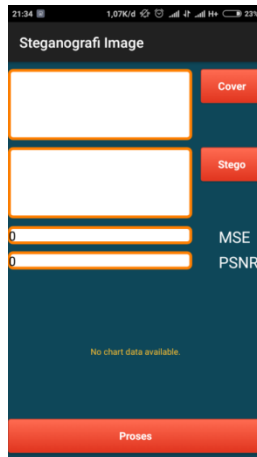 21:34 1,07K/d H+ 23%
Steganografi Image
Cover
Stego
0 MSE
0 PSNR
No chart data available.
Proses